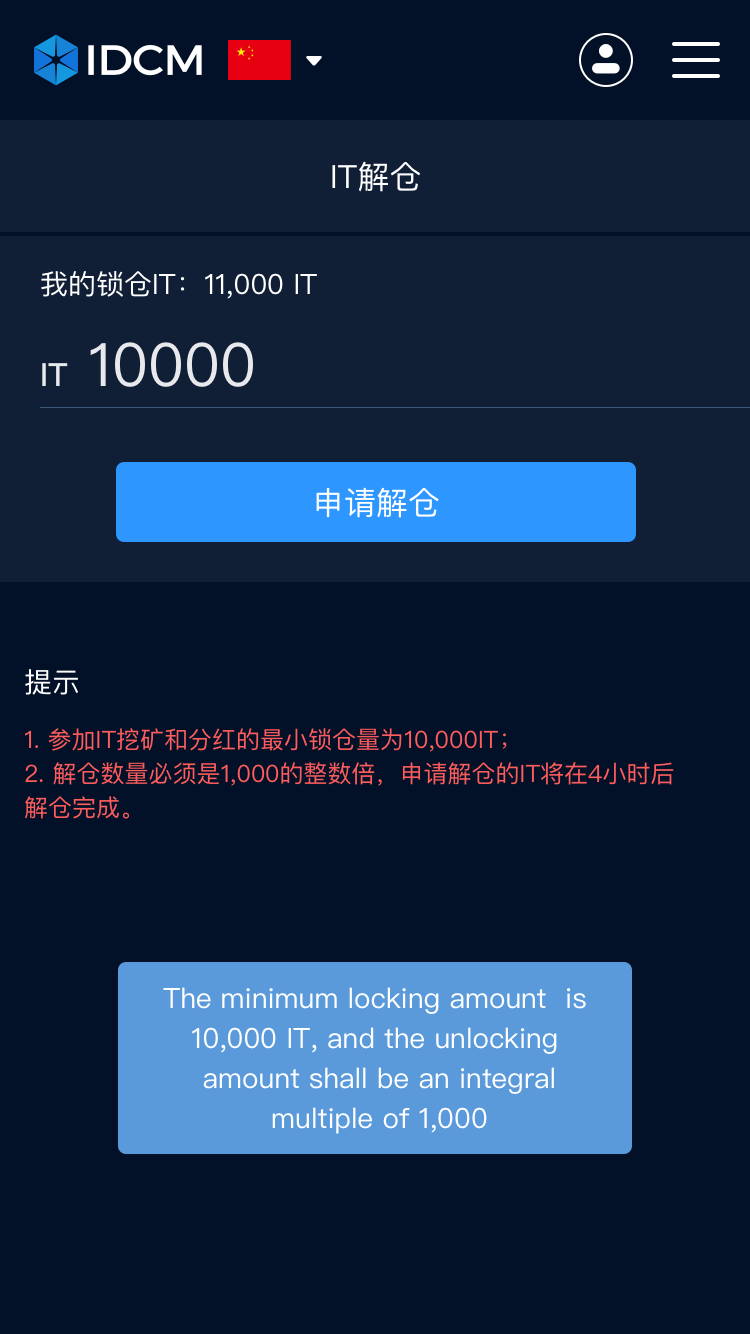 IDCM
IT解仓
我的锁仓IT：11,000 IT
IT 10000
申请解仓
提示
1. 参加IT挖矿和分红的最小锁仓量为10,000IT；
2. 解仓数量必须是1,000的整数倍，申请解仓的IT将在4小时后
解仓完成。
The minimum locking amount  is
10,000 IT, and the unlocking
amount shall be an integral
multiple of 1,000